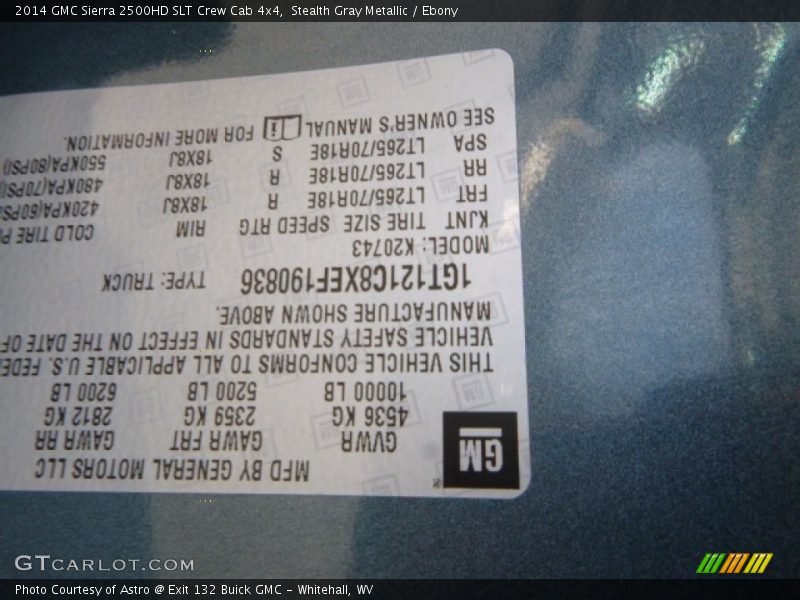 2014 GMC Sierra 2500HD SLT Crew Cab 4x4,  Stealth Gray Metallic / Ebony
GM
MFD BY GENERAL MOTORS LLC
GVWR GAWR FRT GAWR RR
4536 KG 2359 KG 2812 KG
10000 LB 5200 LB 6200 LB
THIS VEHICLE CONFORMS TO ALL APPLICABLE U.S. FEDE
VEHICLE SAFETY STANDARDS IN EFFECT ON THE DATE OF
MANUFACTURE SHOWN ABOVE.
1GT121C8XEF190836 TYPE: TRUCK
MODEL: K20743
KJNT TIRE SIZE SPEED RTG RIM COLD TIRE
FRT LT265/70R18E R 18X8J 420KPA(60PSI
RR LT265/70R18E R 18X8J 480KPA(70PSI)
SPA LT265/70R18E S 18X8J 550KPA(80PSI)
SEE OWNER'S MANUAL i FOR MORE INFORMATION.
GTCARLOT.COM
Photo Courtesy of Astro @ Exit 132 Buick GMC - Whitehall, WV